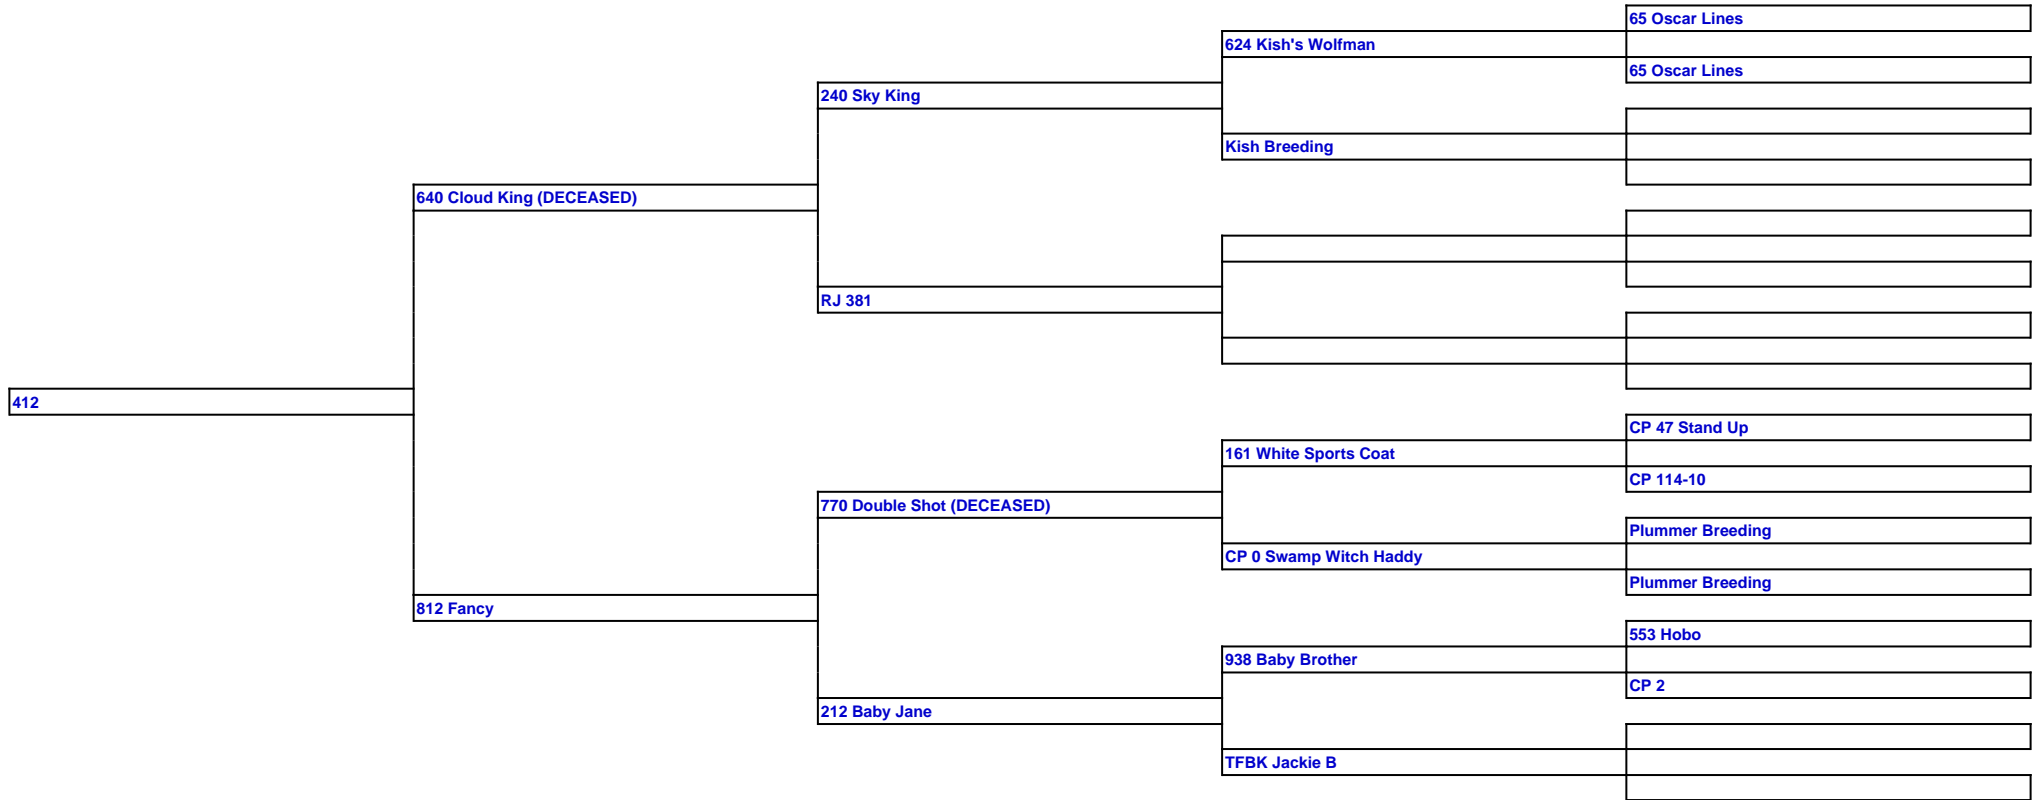 65 Oscar Lines
624 Kish's Wolfman
65 Oscar Lines
240 Sky King
Kish Breeding
640 Cloud King (DECEASED)
RJ 381
412
CP 47 Stand Up
161 White Sports Coat
CP 114-10
770 Double Shot (DECEASED)
Plummer Breeding
CP 0 Swamp Witch Haddy
Plummer Breeding
812 Fancy
553 Hobo
938 Baby Brother
CP 2
212 Baby Jane
TFBK Jackie B